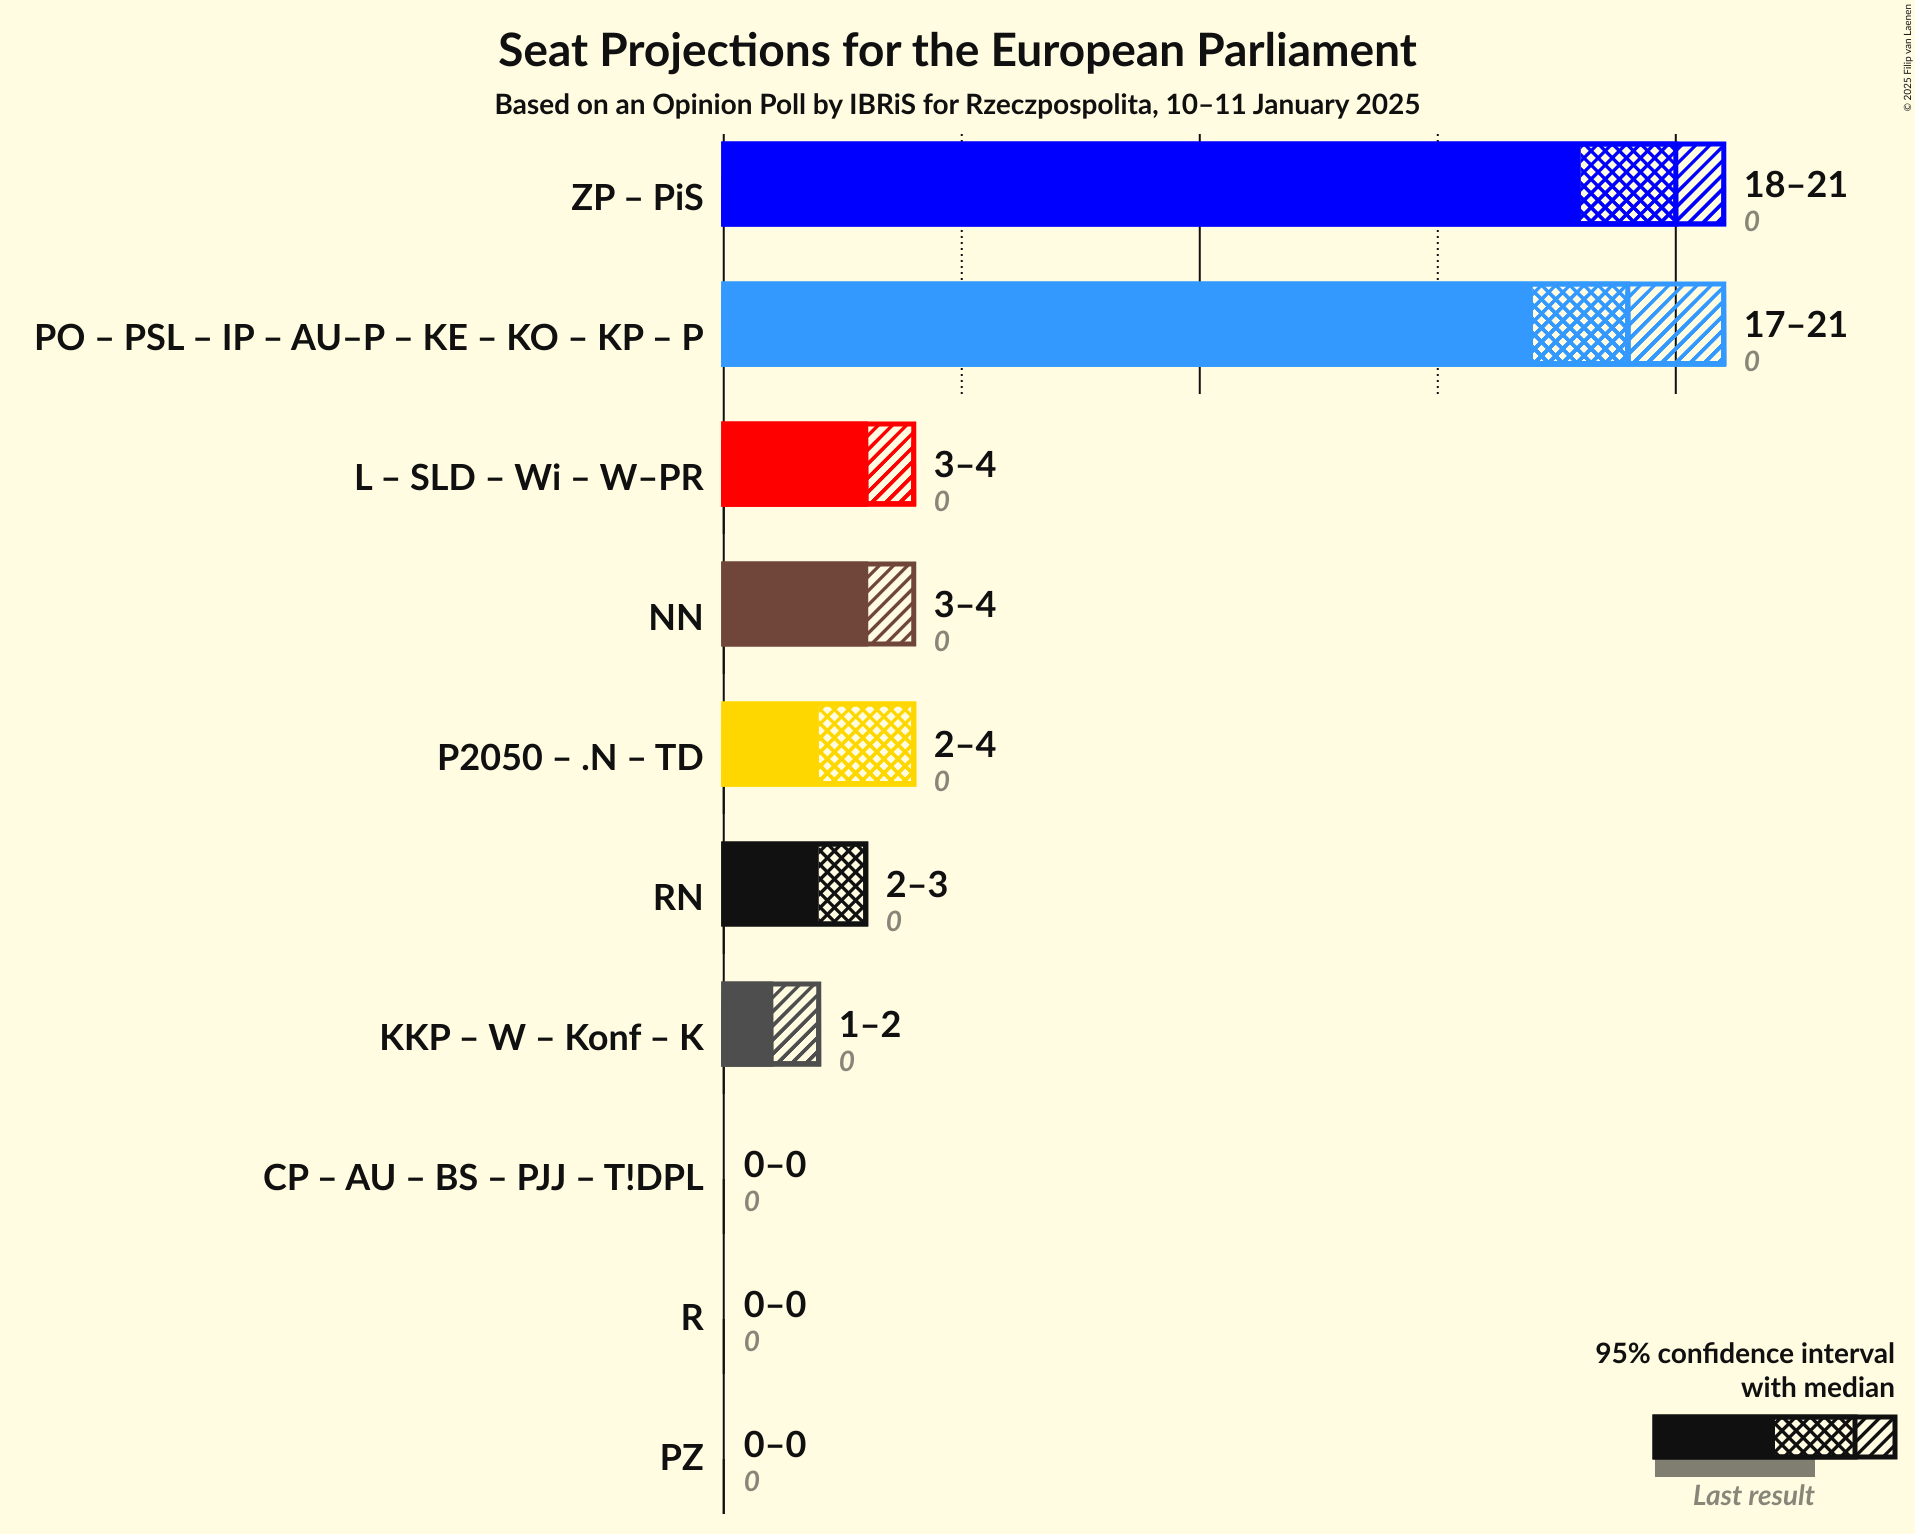 Seat Projections for the European Parliament
Based on an Opinion Poll by IBRiS for Rzeczpospolita, 10–11 January 2025
© 2025 Filip van Laenen
ZP – PiS
18–21
0
PO – PSL – IP – AU–P – KE – KO – KP – P
17–21
0
L – SLD – Wi – W–PR
3–4
0
NN
3–4
0
P2050 – .N – TD
2–4
0
RN
2–3
0
KKP – W – Konf – K
1–2
0
CP – AU – BS – PJJ – T!DPL
0–0
0
R
0–0
0
PZ
0–0
0
95% confidence interval
with median
Last result